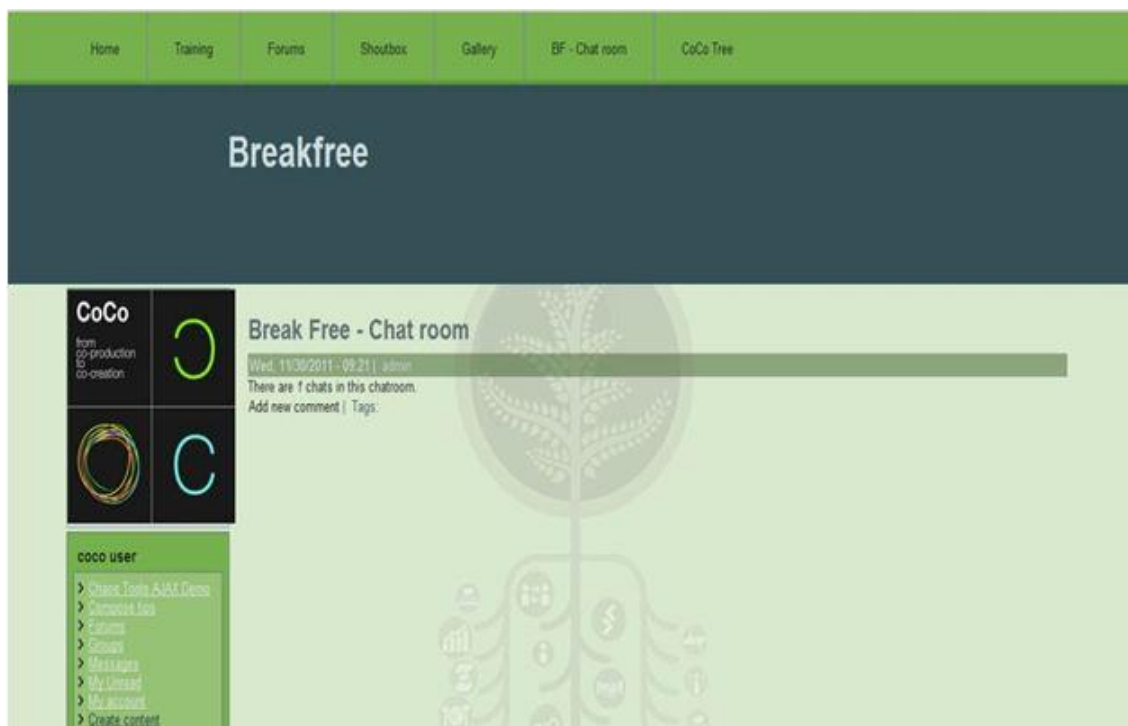 Home Training Forums Shoutbox Gallery BF - Chat room CoCo Tree
Breakfree
CoCo
from
co-production
to
co-creation
Break Free - Chat room
Wed, 11/30/2011 - 09:21 | admin
There are 1 chats in this chatroom.
Add new comment | Tags:
coco user
Chaos Tools AJAX Demo
Compose tips
Forums
Groups
Messages
My Unread
My account
Create content